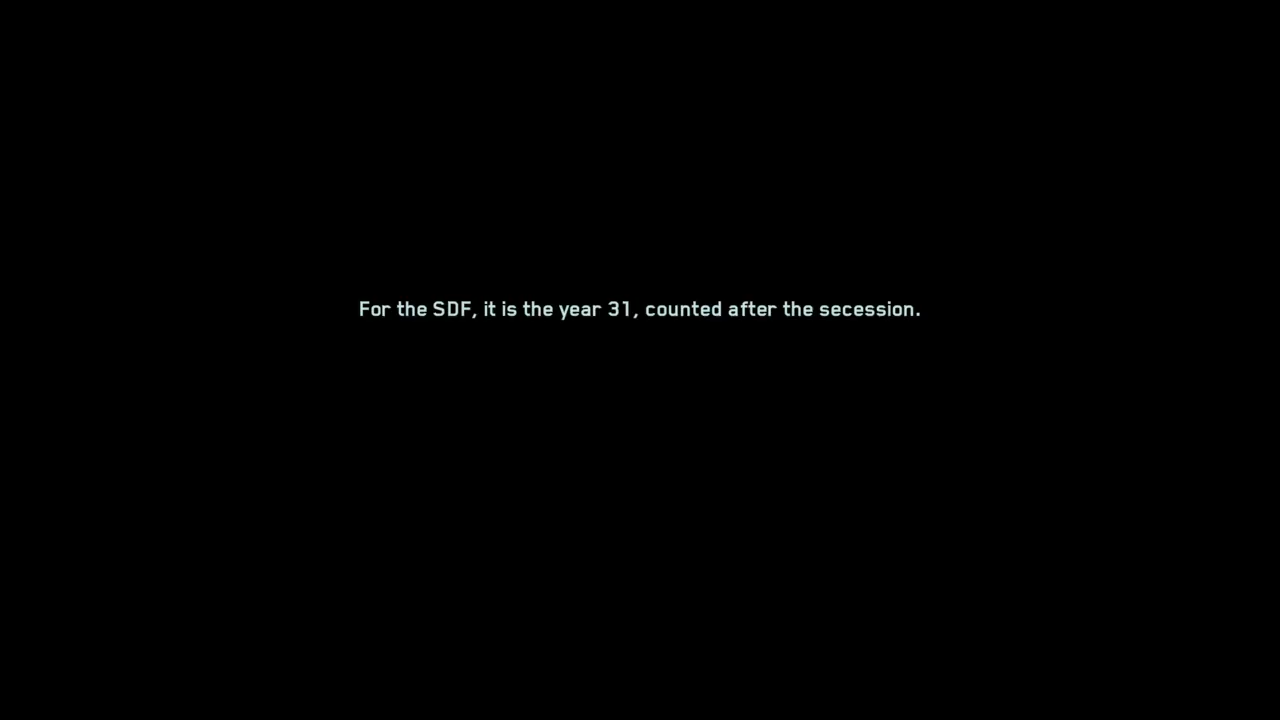 For the SDF, it is the year 31, counted after the secession.